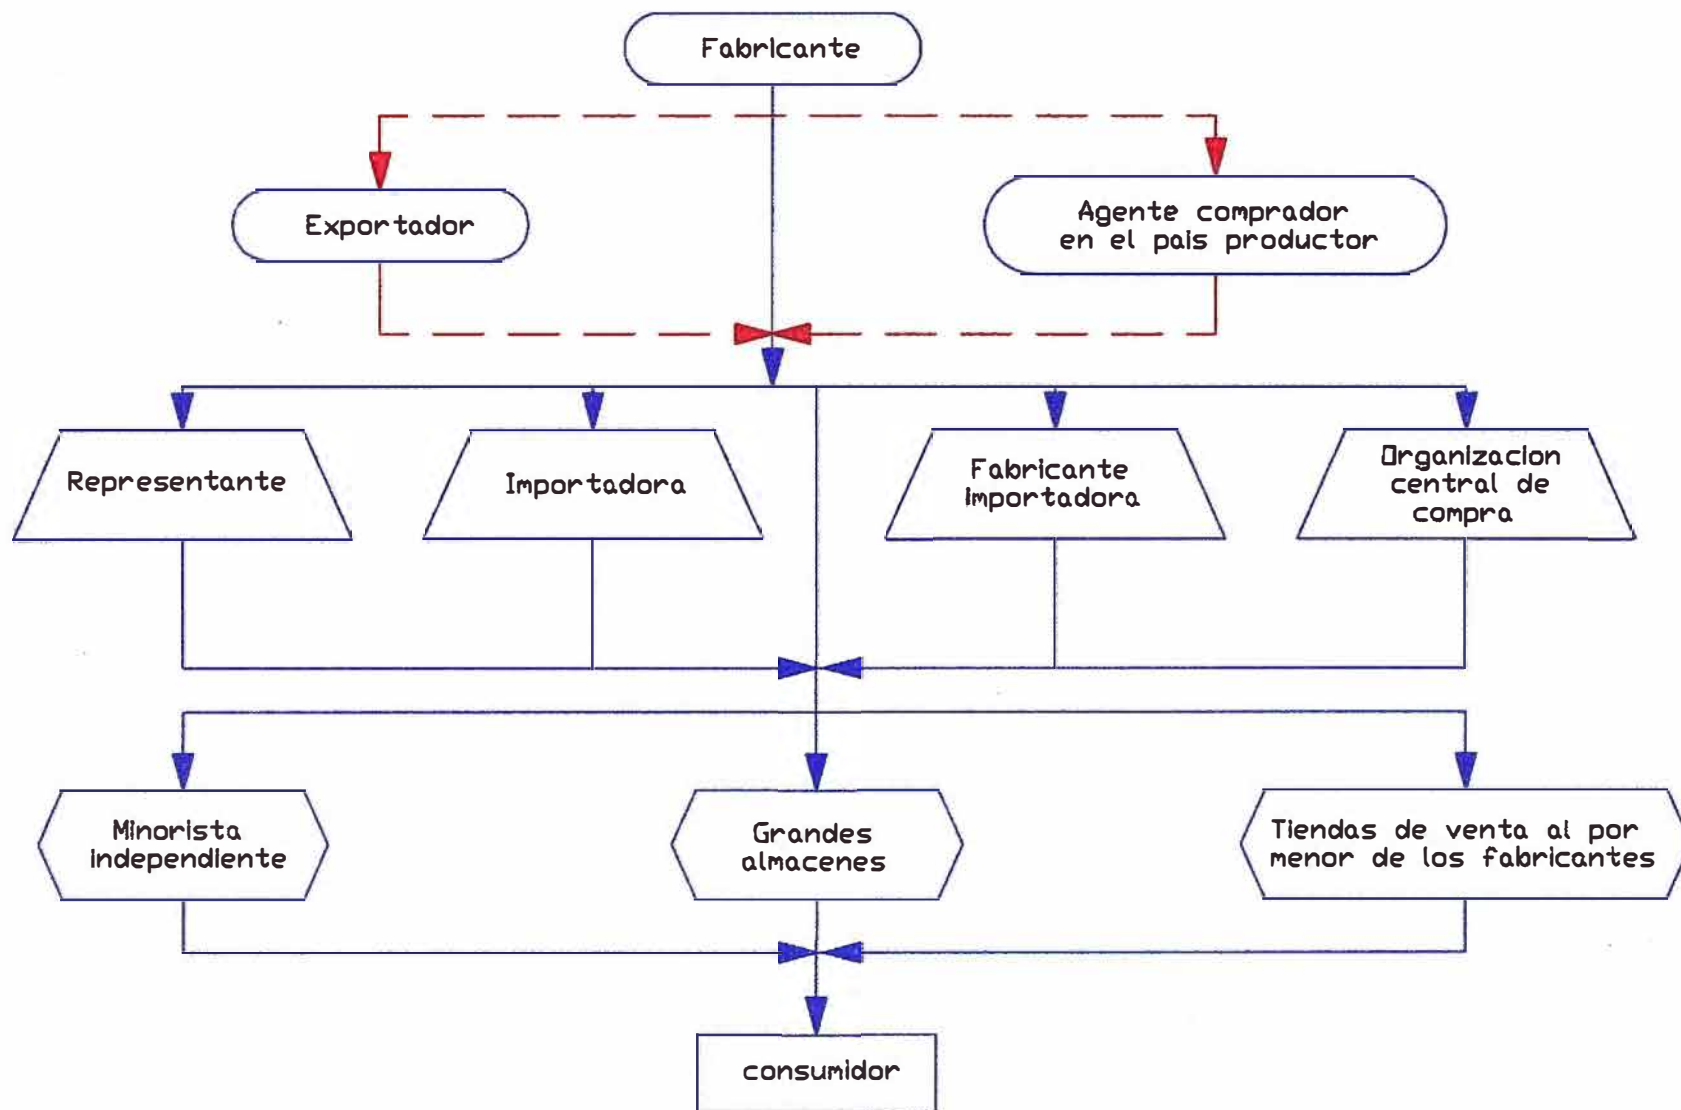 Fabricante
Exportador
Agente comprador
en el pais productor
Representante
Importadora
Fabricante
Importadora
Organizacion
central de
compra
Minorista
independiente
Grandes
almacenes
Tiendas de venta al por
menor de los fabricantes
consumidor